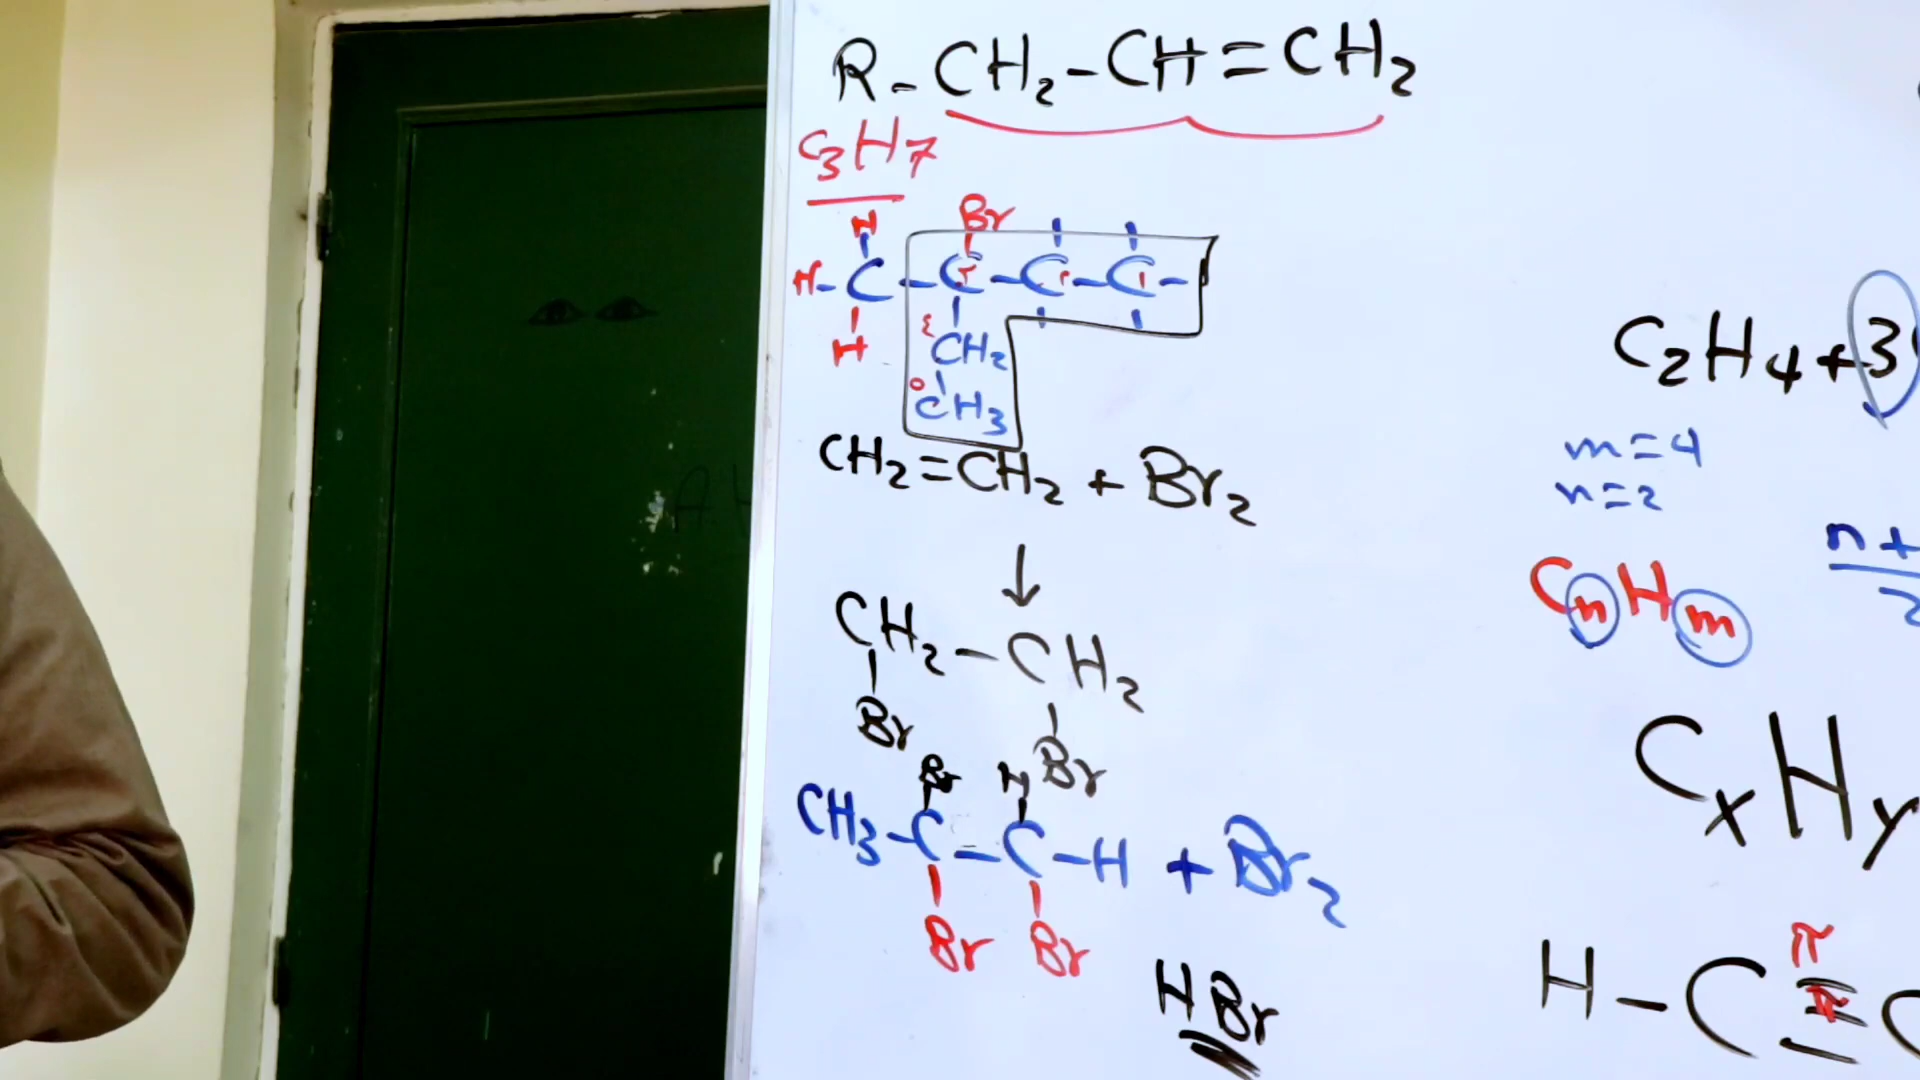 R-CH₂-CH=CH₂
C₃H₇
H Br
H-C-C-C-C-
H
CH₂
CH₃
CH₂=CH₂ + Br₂
↓
CH₂-CH₂
Br Br
Br H
CH₃-C-C-H + Br₂
Br Br
HBr
C₂H₄+3
m=4
n=2
n+
2
CnHm
CxHy
π
π
H-C≡C